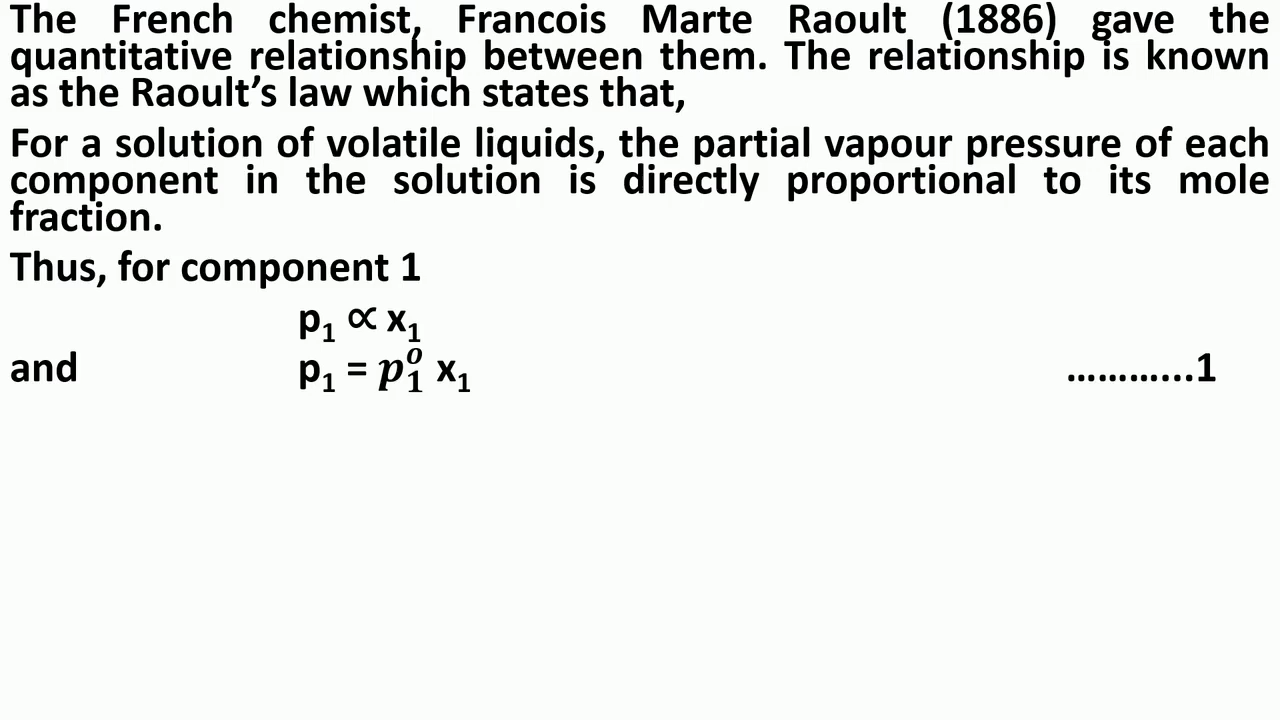 The French chemist, Francois Marte Raoult (1886) gave the
quantitative relationship between them. The relationship is known
as the Raoult’s law which states that,
For a solution of volatile liquids, the partial vapour pressure of each
component in the solution is directly proportional to its mole
fraction.
Thus, for component 1
p₁ ∝ x₁
and p₁ = p₁ᵒ x₁ ………...1